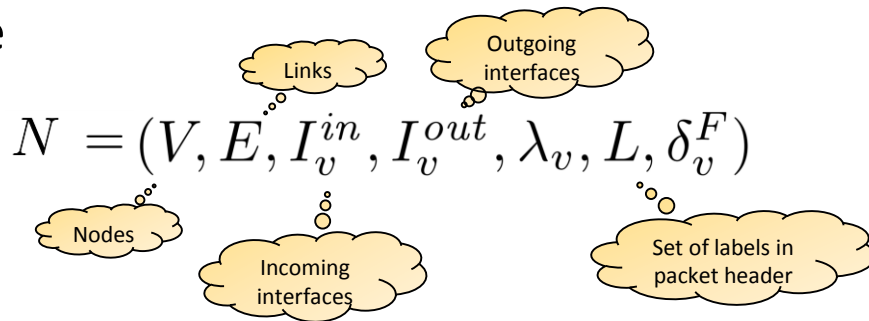 e
Links
Outgoing
interfaces
N = (V, E, I_v^{in}, I_v^{out}, λ_v, L, δ_v^F)
Nodes
Incoming
interfaces
Set of labels in
packet header